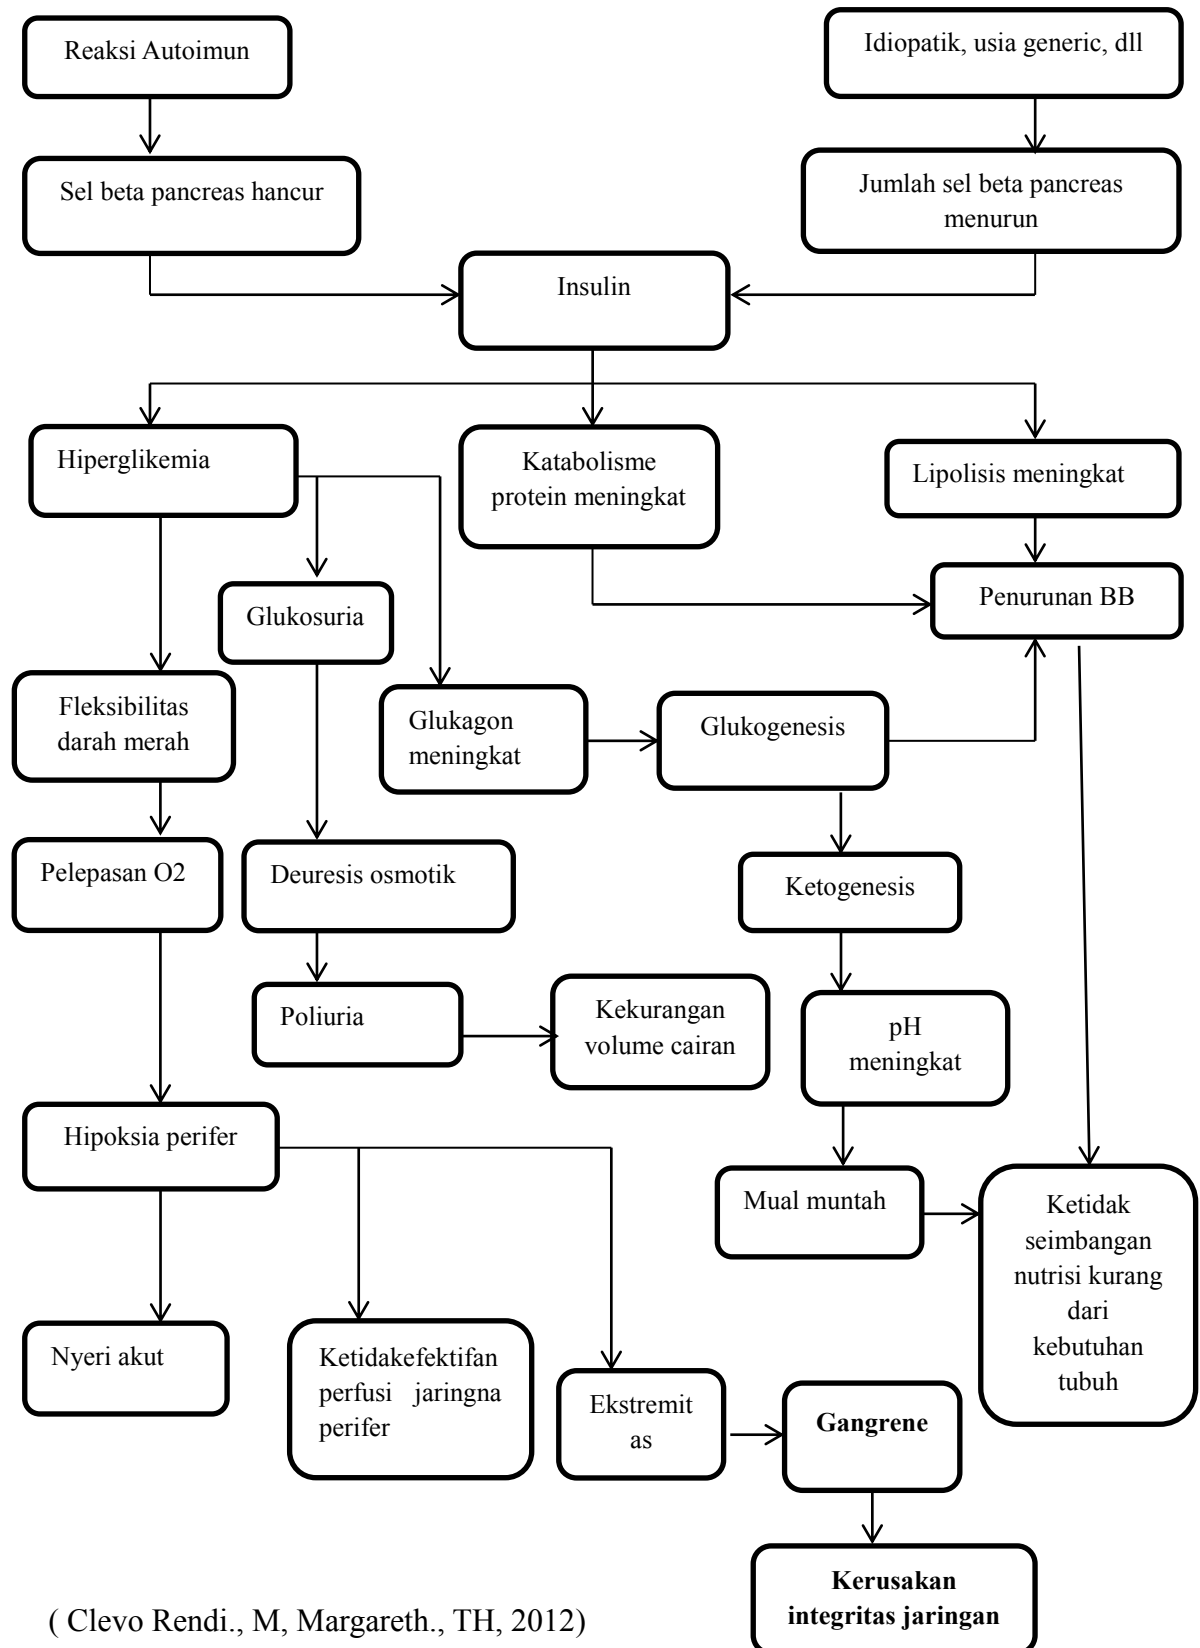 Reaksi Autoimun
Idiopatik, usia generic, dll
Sel beta pancreas hancur
Jumlah sel beta pancreas
menurun
Insulin
Hiperglikemia
Katabolisme
protein meningkat
Lipolisis meningkat
Glukosuria
Penurunan BB
Fleksibilitas
darah merah
Glukagon
meningkat
Glukogenesis
Pelepasan O2
Deuresis osmotik
Ketogenesis
Poliuria
Kekurangan
volume cairan
pH
meningkat
Hipoksia perifer
Mual muntah
Ketidak
seimbangan
nutrisi kurang
dari
kebutuhan
tubuh
Nyeri akut
Ketidakefektifan
perfusi jaringna
perifer
Ekstremit
as
Gangrene
Kerusakan
integritas jaringan
( Clevo Rendi., M, Margareth., TH, 2012)